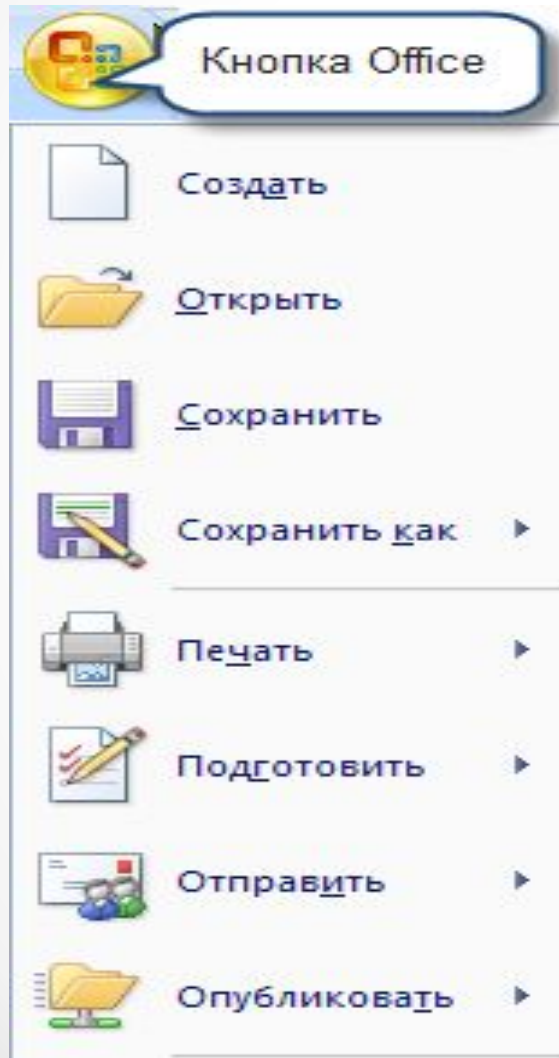 Кнопка Office
Создать
Открыть
Сохранить
Сохранить как
Печать
Подготовить
Отправить
Опубликовать